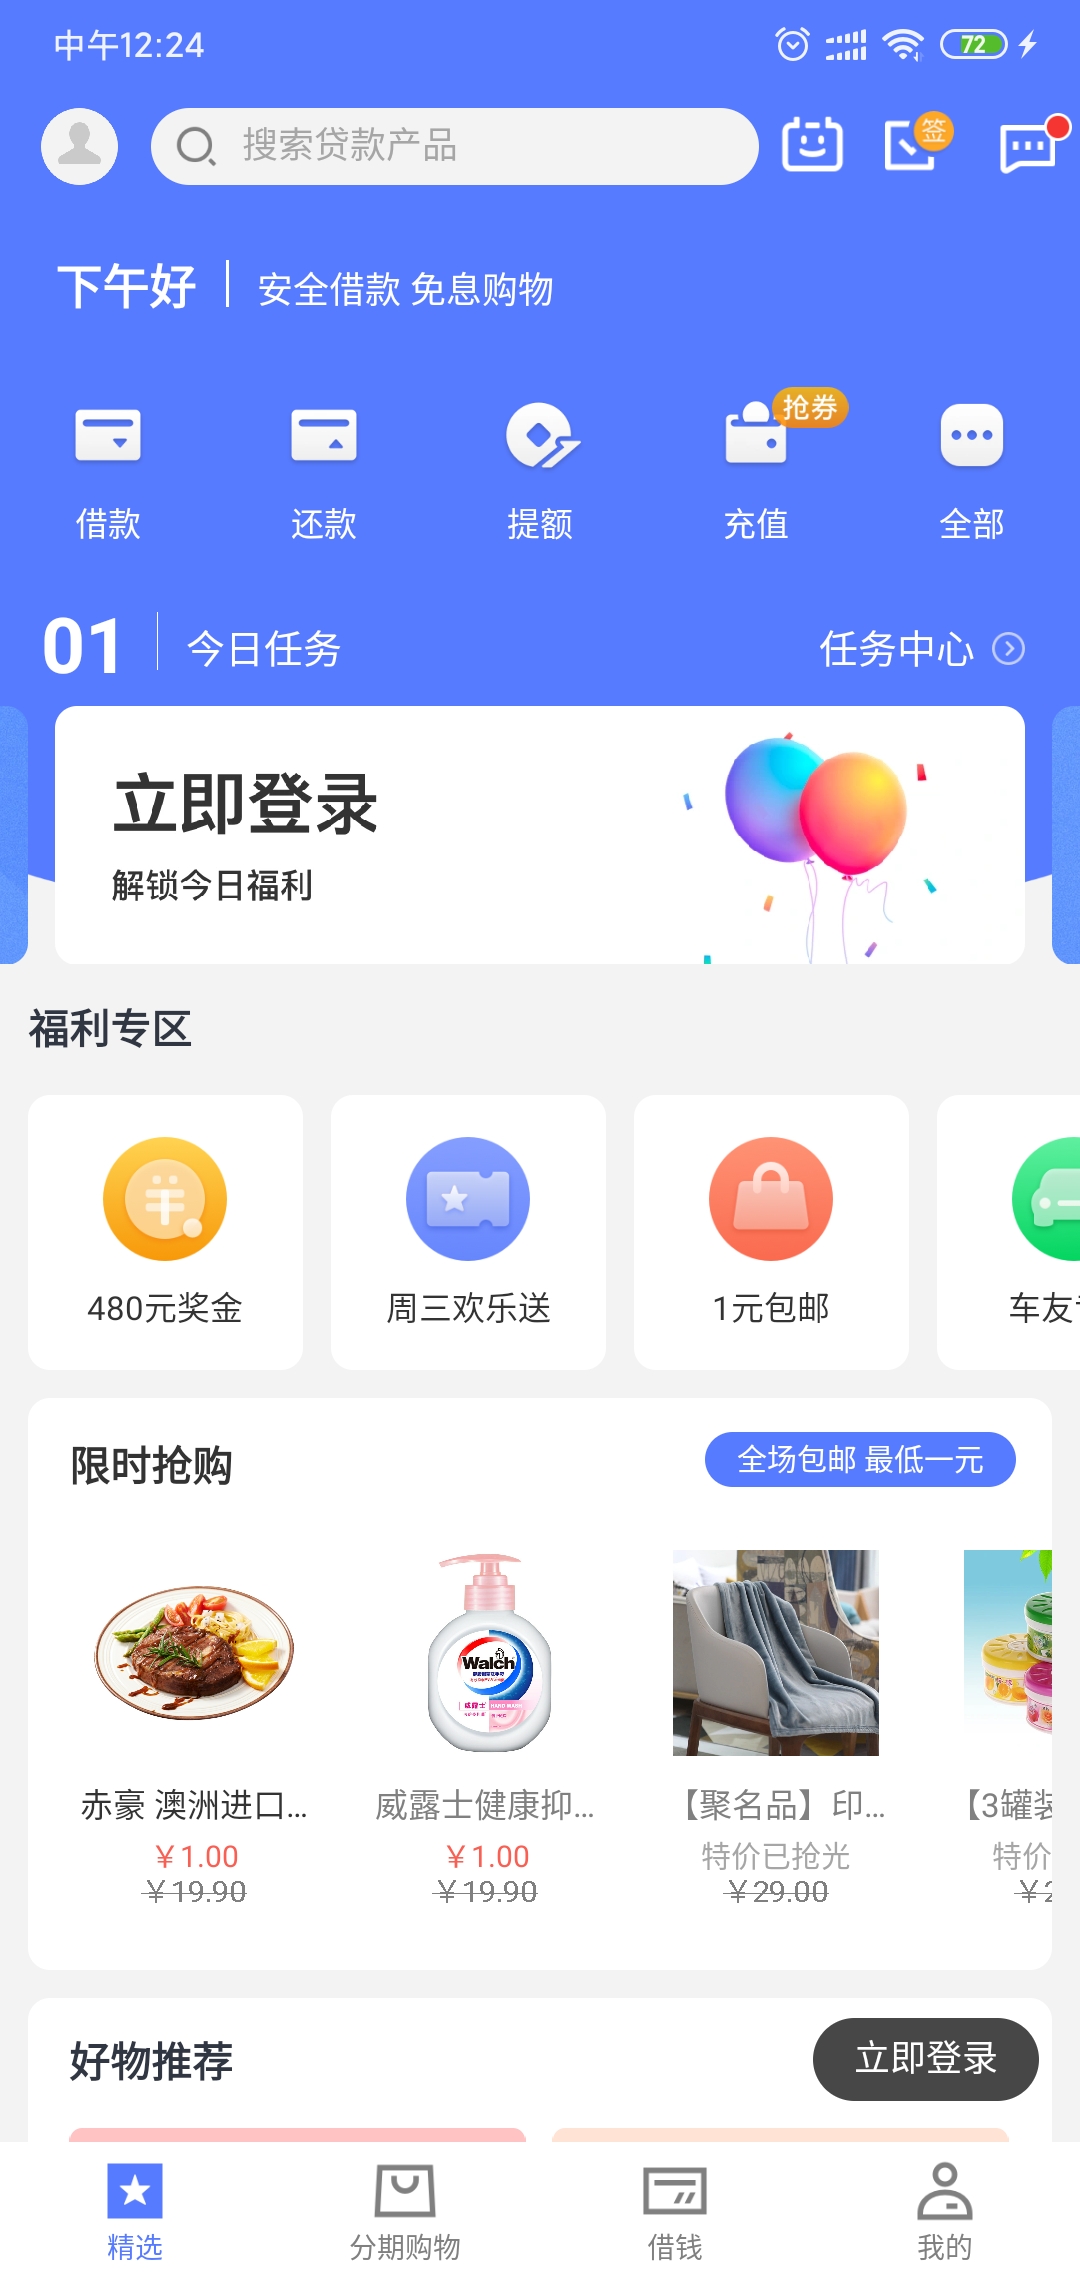 中午12:24
72
搜索贷款产品
签
下午好
安全借款 免息购物
抢券
借款
还款
提额
充值
全部
01
今日任务
任务中心
立即登录
解锁今日福利
福利专区
480元奖金
周三欢乐送
1元包邮
车友
限时抢购
全场包邮 最低一元
Walch
威露士
HAND WASH
赤豪 澳洲进口...
威露士健康抑...
【聚名品】印...
【3罐装
¥1.00
¥1.00
特价已抢光
特价
¥19.90
¥19.90
¥29.00
¥2
好物推荐
立即登录
精选
分期购物
借钱
我的